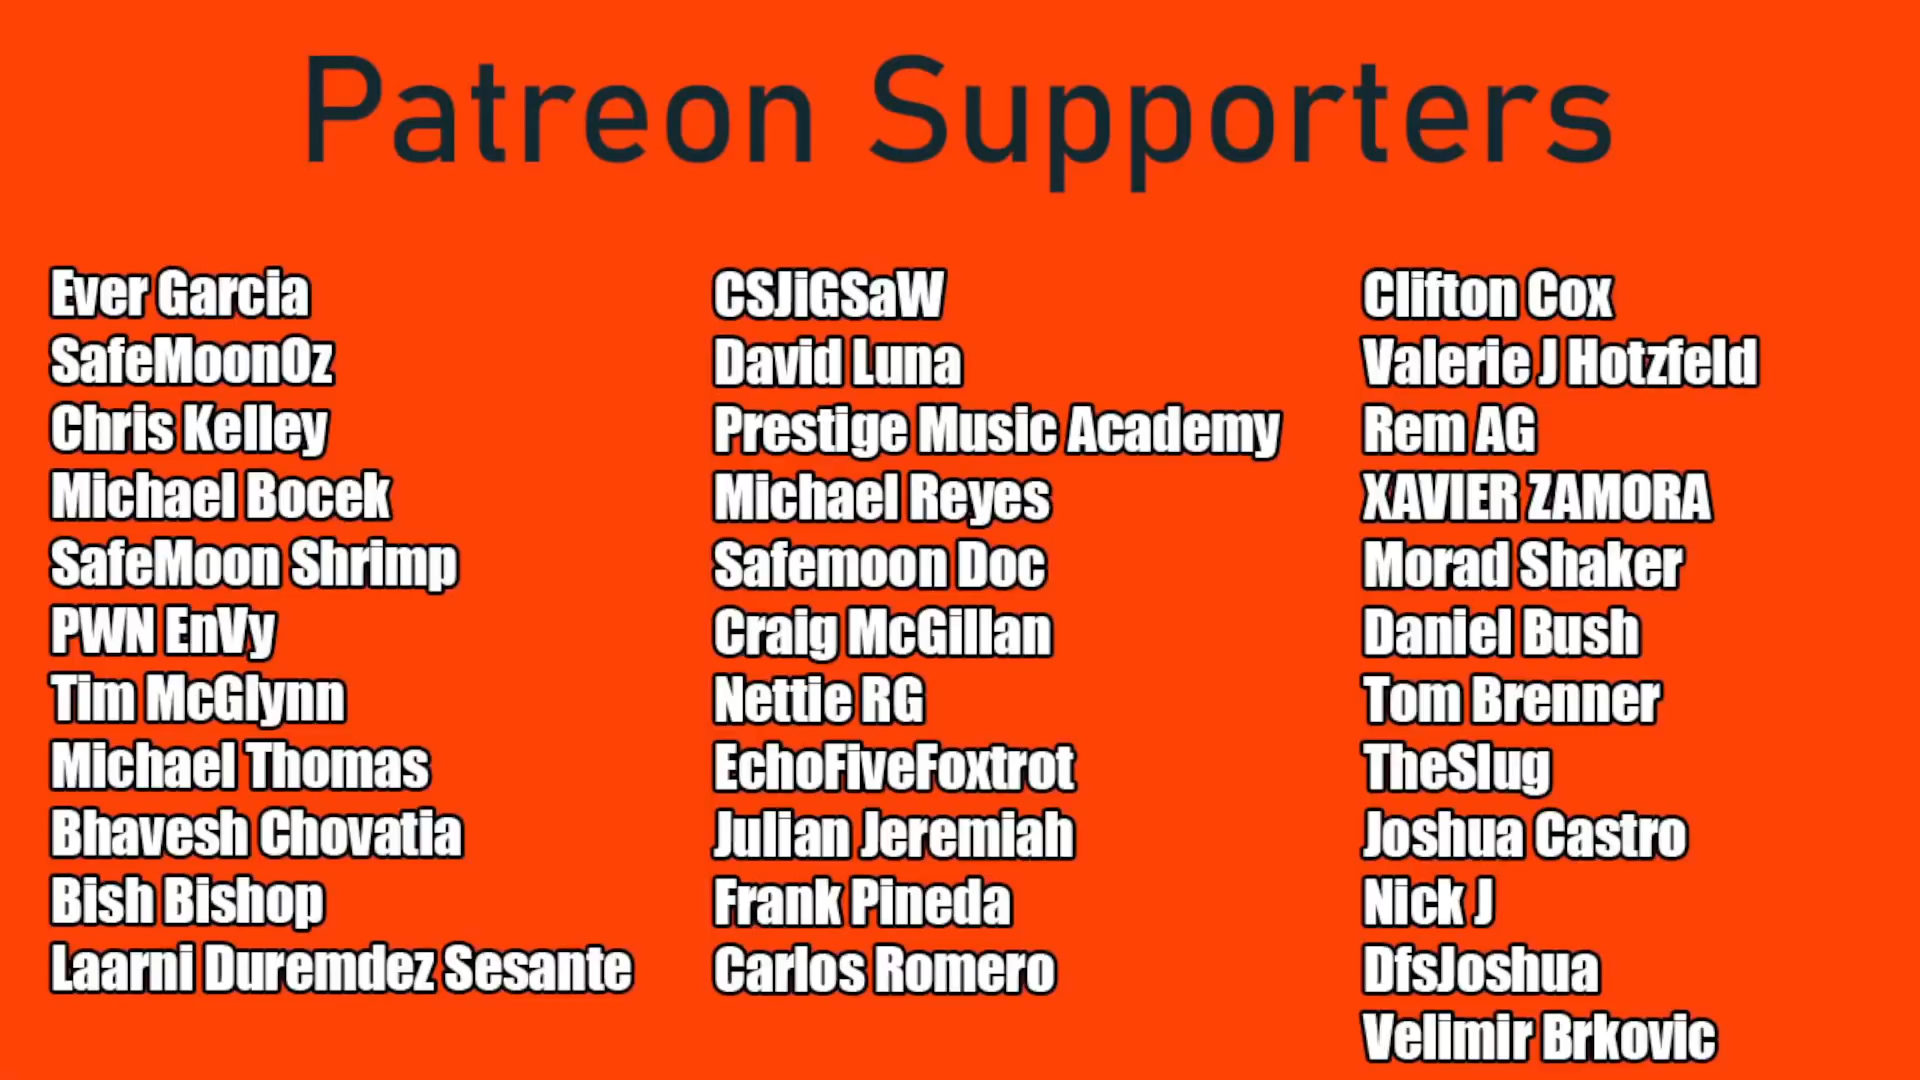 Patreon Supporters
Ever Garcia
SafeMoonOz
Chris Kelley
Michael Bocek
SafeMoon Shrimp
PWN EnVy
Tim McGlynn
Michael Thomas
Bhavesh Chovatia
Bish Bishop
Laarni Duremdez Sesante
CSJiGSaW
David Luna
Prestige Music Academy
Michael Reyes
Safemoon Doc
Craig McGillan
Nettie RG
EchoFiveFoxtrot
Julian Jeremiah
Frank Pineda
Carlos Romero
Clifton Cox
Valerie J Hotzfeld
Rem AG
XAVIER ZAMORA
Morad Shaker
Daniel Bush
Tom Brenner
TheSlug
Joshua Castro
Nick J
DfsJoshua
Velimir Brkovic